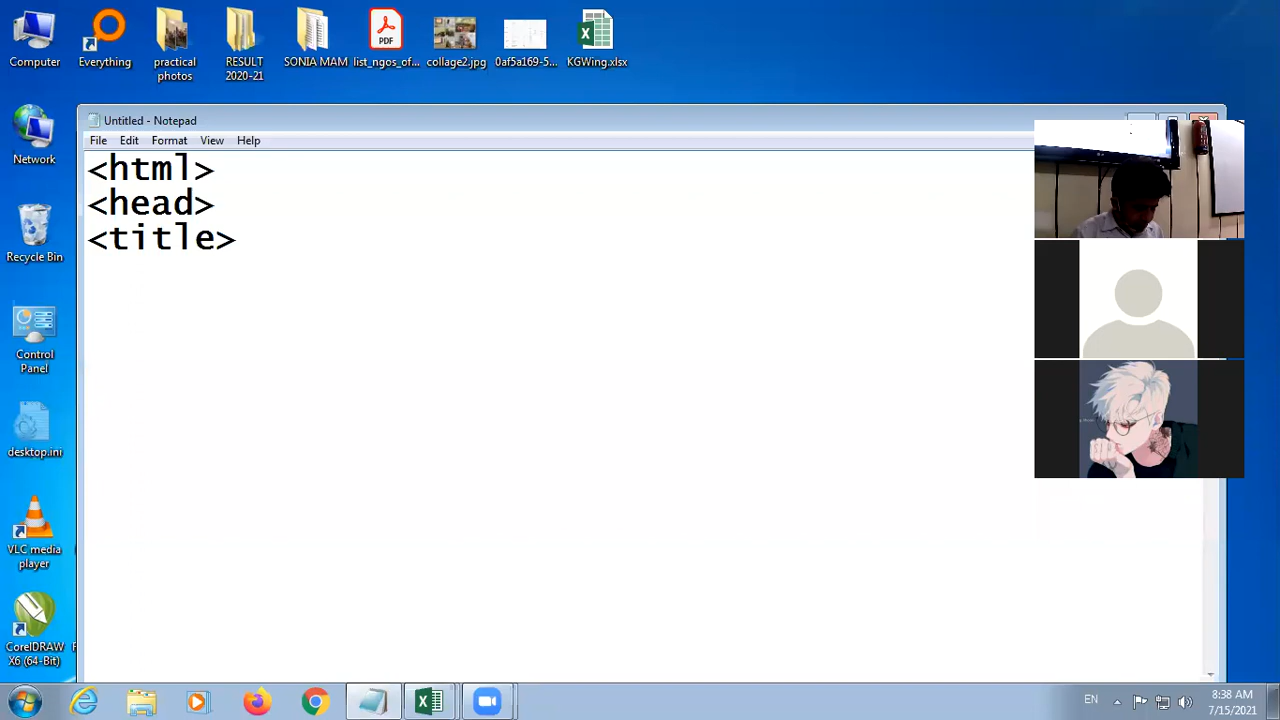 Computer
Everything
practical
photos
RESULT
2020-21
SONIA MAM
PDF
list_ngos_of...
collage2.jpg
0af5a169-5...
KGWing.xlsx
Network
Recycle Bin
Control
Panel
desktop.ini
VLC media
player
CorelDRAW
X6 (64-Bit)
Untitled - Notepad
File Edit Format View Help
<html>
<head>
<title>
EN
8:38 AM
7/15/2021